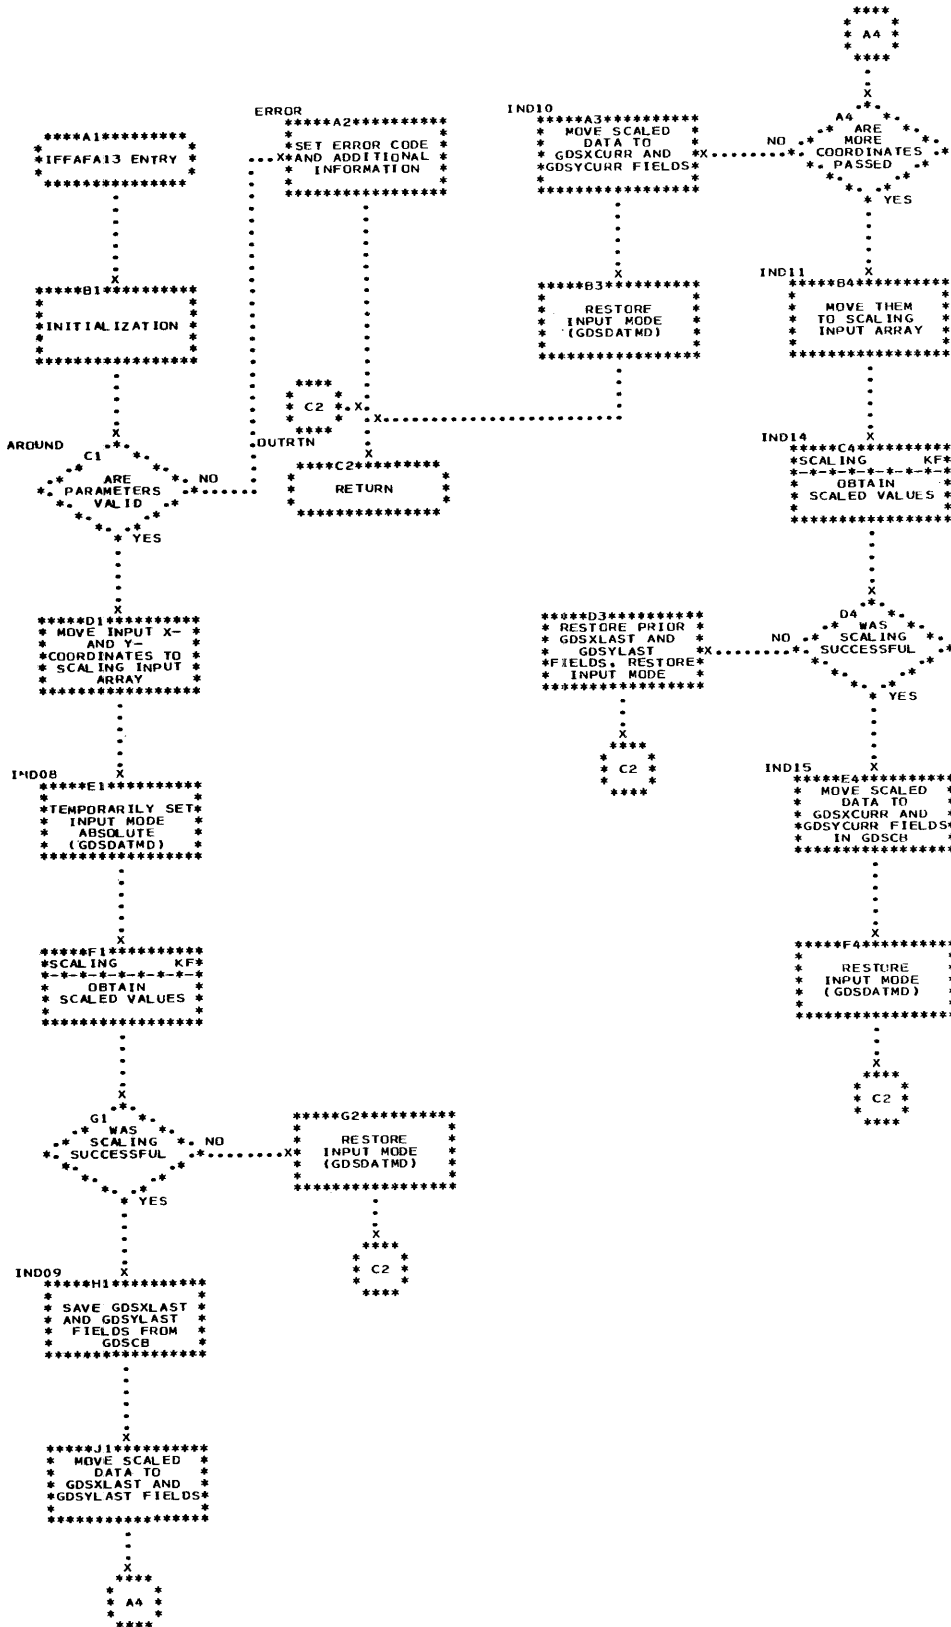 A1
IFFAFA13 ENTRY
B1
INITIALIZATION
AROUND
C1
ARE
PARAMETERS
VALID
NO
YES
D1
MOVE INPUT X-
AND Y-
COORDINATES TO
SCALING INPUT
ARRAY
IND08
E1
TEMPORARILY SET
INPUT MODE
ABSOLUTE
(GDSDATMD)
F1
SCALING KF
OBTAIN
SCALED VALUES
G1
WAS
SCALING
SUCCESSFUL
NO
YES
IND09
H1
SAVE GDSXLAST
AND GDSYLAST
FIELDS FROM
GDSCB
J1
MOVE SCALED
DATA TO
GDSXLAST AND
GDSYLAST FIELDS
A4
ERROR
A2
SET ERROR CODE
AND ADDITIONAL
INFORMATION
C2
OUTRTN
C2
RETURN
G2
RESTORE
INPUT MODE
(GDSDATMD)
C2
IND10
A3
MOVE SCALED
DATA TO
GDSXCURR AND
GDSYCURR FIELDS
B3
RESTORE
INPUT MODE
(GDSDATMD)
D3
RESTORE PRIOR
GDSXLAST AND
GDSYLAST
FIELDS. RESTORE
INPUT MODE
C2
A4
A4
ARE
MORE
COORDINATES
PASSED
NO
YES
IND11
B4
MOVE THEM
TO SCALING
INPUT ARRAY
IND14
C4
SCALING KF
OBTAIN
SCALED VALUES
D4
WAS
SCALING
SUCCESSFUL
NO
YES
IND15
E4
MOVE SCALED
DATA TO
GDSXCURR AND
GDSYCURR FIELDS
IN GDSCB
F4
RESTORE
INPUT MODE
(GDSDATMD)
C2